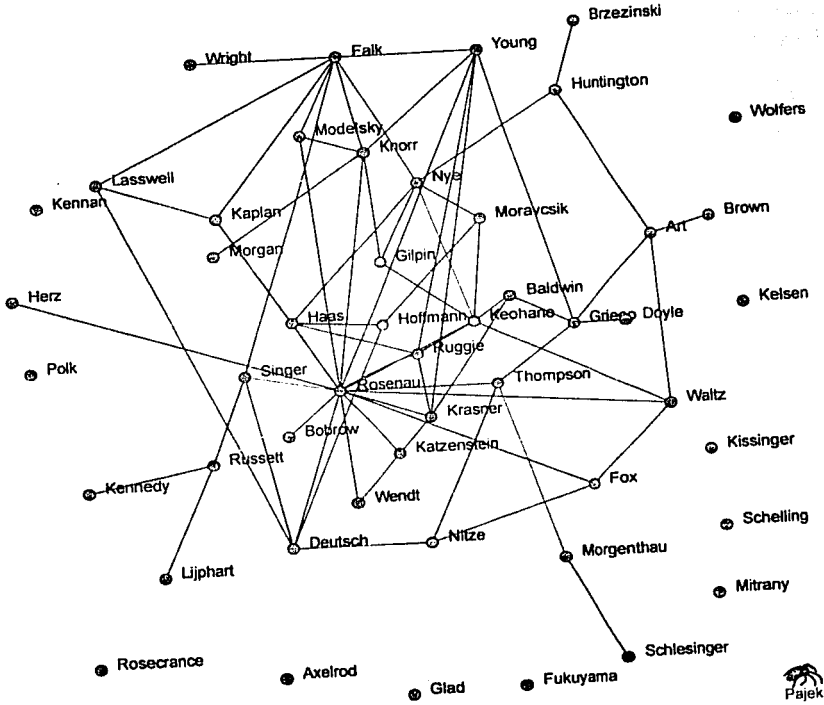 Brzezinski
Wright
Falk
Young
Huntington
Wolfers
Modelsky
Knorr
Nye
Lasswell
Kennan
Kaplan
Moravcsik
Art
Brown
Morgan
Gilpin
Herz
Baldwin
Kelsen
Haas
Hoffmann
Keohane
Grieco
Doyle
Ruggie
Polk
Singer
Rosenau
Thompson
Waltz
Krasner
Bobrow
Katzenstein
Kissinger
Russett
Kennedy
Wendt
Fox
Schelling
Deutsch
Nitze
Morgenthau
Lijphart
Mitrany
Rosecrance
Axelrod
Glad
Fukuyama
Schlesinger
Pajek